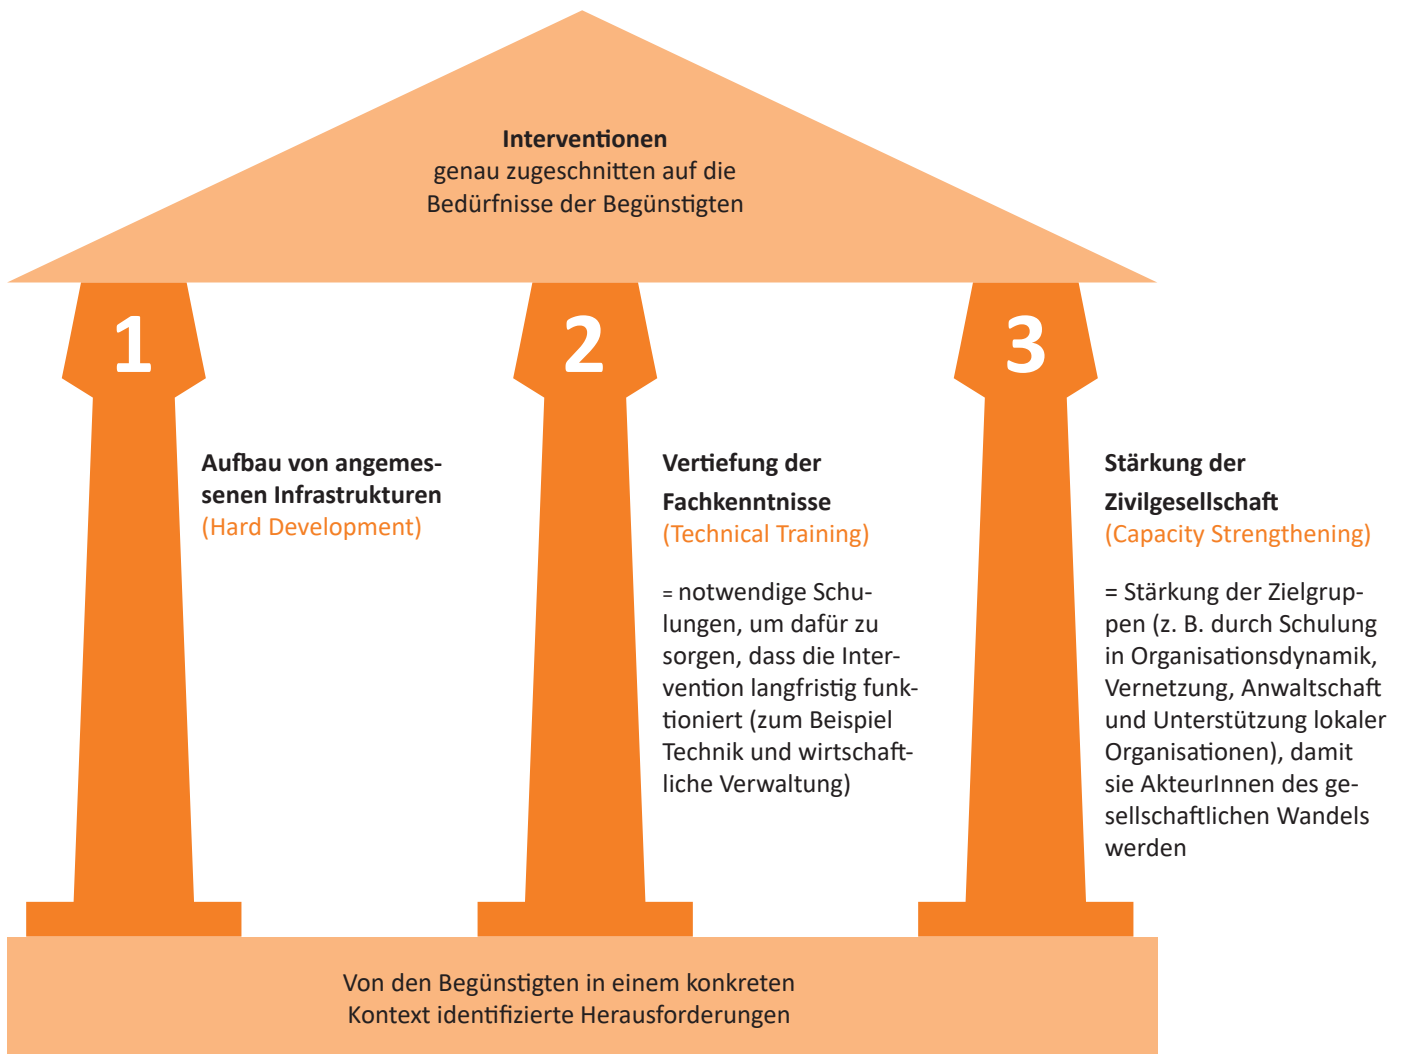 Interventionen
genau zugeschnitten auf die
Bedürfnisse der Begünstigten
1
Aufbau von angemes-
senen Infrastrukturen
(Hard Development)
2
Vertiefung der
Fachkenntnisse
(Technical Training)
= notwendige Schu-
lungen, um dafür zu
sorgen, dass die Inter-
vention langfristig funk-
tioniert (zum Beispiel
Technik und wirtschaft-
liche Verwaltung)
3
Stärkung der
Zivilgesellschaft
(Capacity Strengthening)
= Stärkung der Zielgrup-
pen (z. B. durch Schulung
in Organisationsdynamik,
Vernetzung, Anwaltschaft
und Unterstützung lokaler
Organisationen), damit
sie AkteurInnen des ge-
sellschaftlichen Wandels
werden
Von den Begünstigten in einem konkreten
Kontext identifizierte Herausforderungen